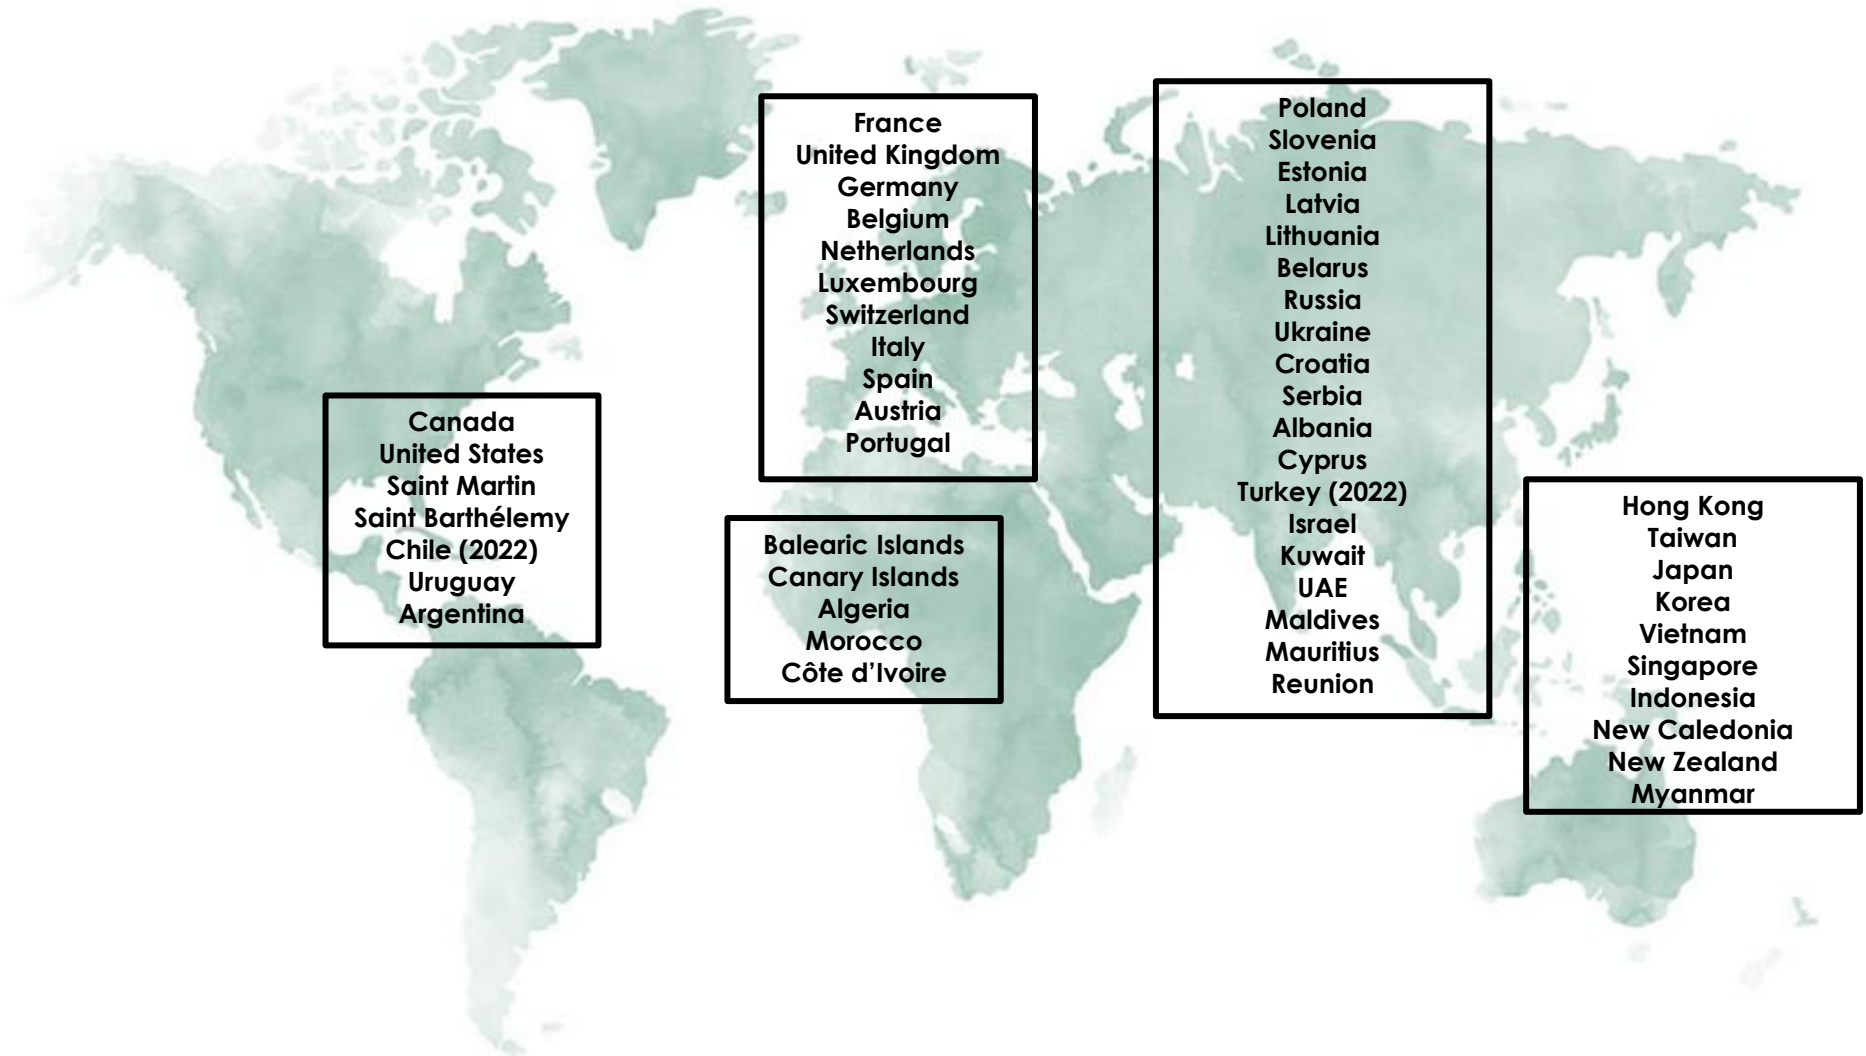 Canada
United States
Saint Martin
Saint Barthélemy
Chile (2022)
Uruguay
Argentina
France
United Kingdom
Germany
Belgium
Netherlands
Luxembourg
Switzerland
Italy
Spain
Austria
Portugal
Balearic Islands
Canary Islands
Algeria
Morocco
Côte d’Ivoire
Poland
Slovenia
Estonia
Latvia
Lithuania
Belarus
Russia
Ukraine
Croatia
Serbia
Albania
Cyprus
Turkey (2022)
Israel
Kuwait
UAE
Maldives
Mauritius
Reunion
Hong Kong
Taiwan
Japan
Korea
Vietnam
Singapore
Indonesia
New Caledonia
New Zealand
Myanmar